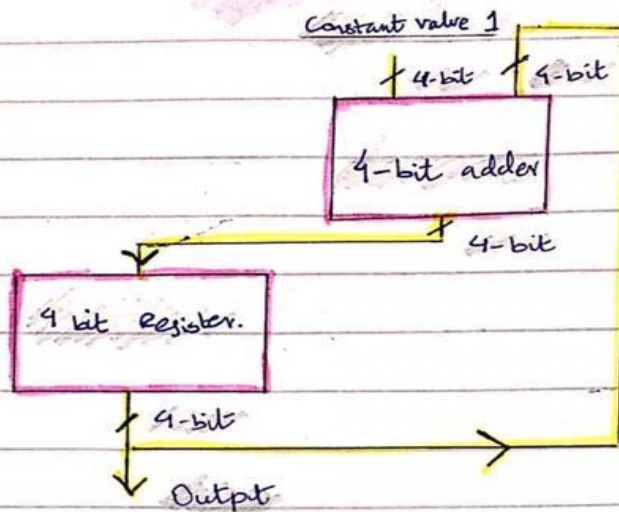 Constant value 1
4-bit 4-bit
4-bit adder
4-bit
4 bit Register.
4-bit
Output